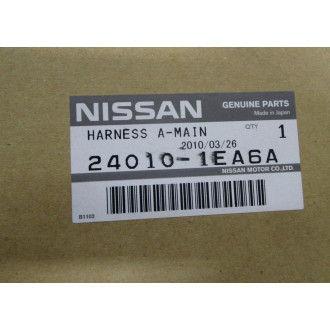 NISSAN GENUINE PARTS
Made in Japan
HARNESS A-MAIN QTY 1
2010/03/26
24010-1EA6A
NISSAN MOTOR CO.,LTD
B1102